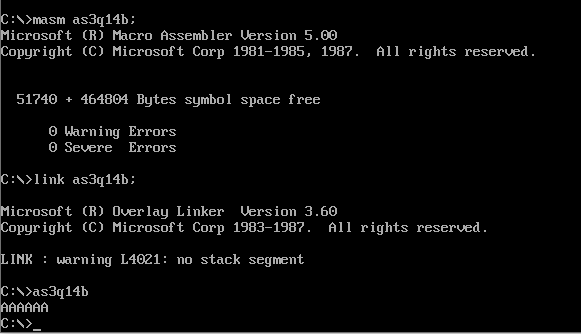 C:\>masm as3q14b;
Microsoft (R) Macro Assembler Version 5.00
Copyright (C) Microsoft Corp 1981-1985, 1987.  All rights reserved.
51740 + 464804 Bytes symbol space free
0 Warning Errors
0 Severe  Errors
C:\>link as3q14b;
Microsoft (R) Overlay Linker  Version 3.60
Copyright (C) Microsoft Corp 1983-1987.  All rights reserved.
LINK : warning L4021: no stack segment
C:\>as3q14b
AAAAAA
C:\>_